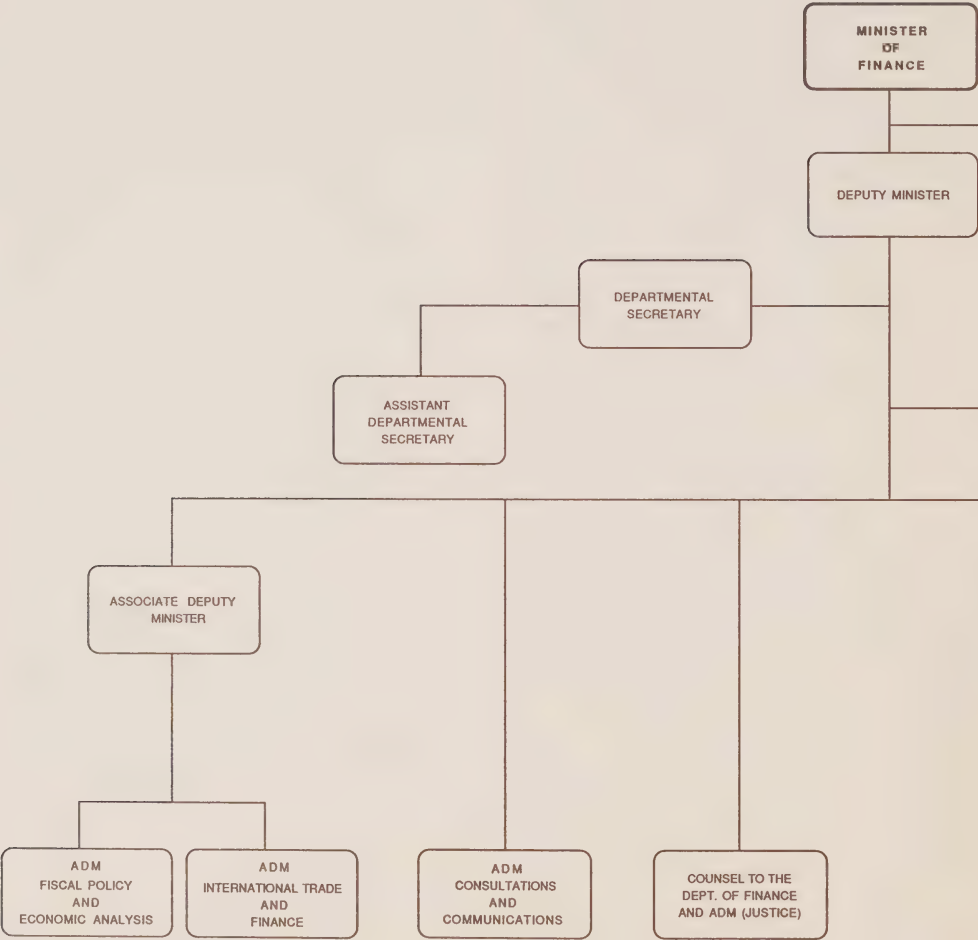 MINISTER
OF
FINANCE
DEPUTY MINISTER
DEPARTMENTAL
SECRETARY
ASSISTANT
DEPARTMENTAL
SECRETARY
ASSOCIATE DEPUTY
MINISTER
ADM
FISCAL POLICY
AND
ECONOMIC ANALYSIS
ADM
INTERNATIONAL TRADE
AND
FINANCE
ADM
CONSULTATIONS
AND
COMMUNICATIONS
COUNSEL TO THE
DEPT. OF FINANCE
AND ADM (JUSTICE)